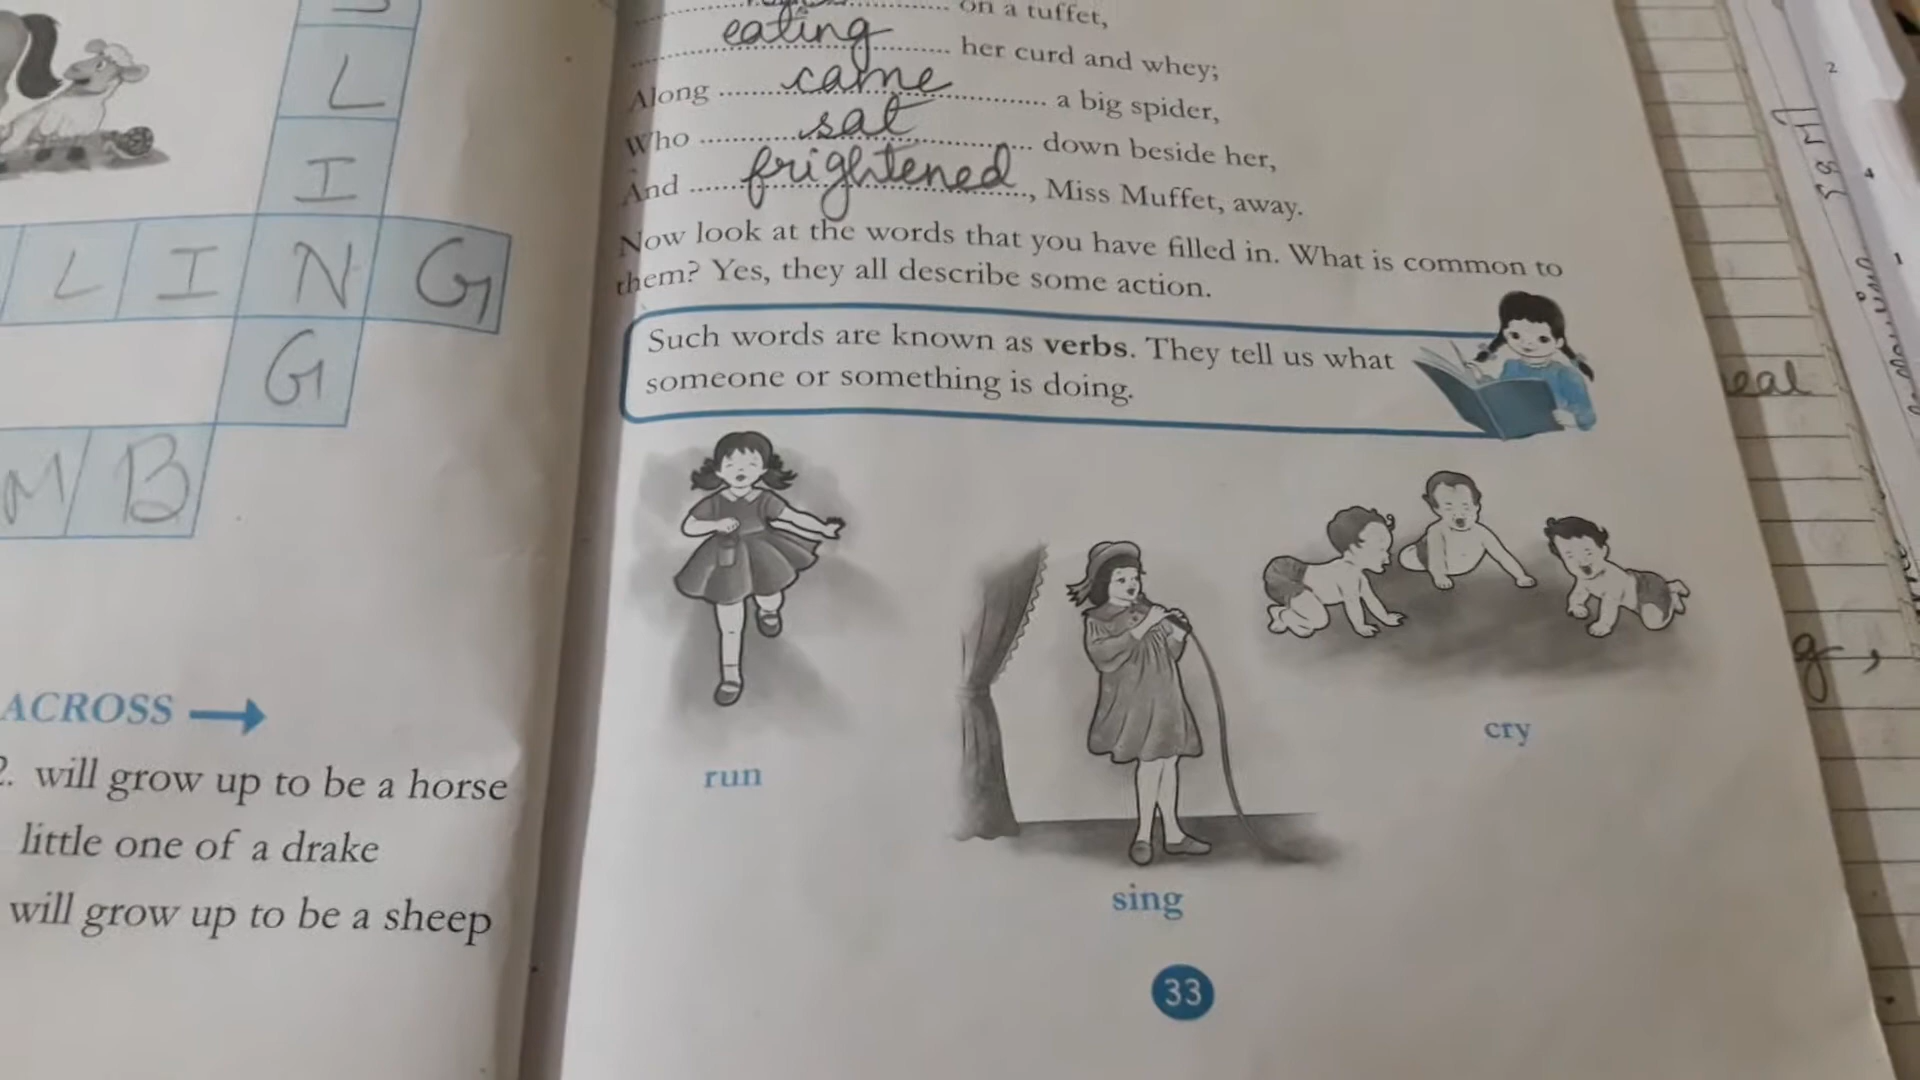 L
I
L I N G
G
M B
ACROSS
2. will grow up to be a horse
little one of a drake
will grow up to be a sheep
on a tuffet,
eating her curd and whey;
Along came a big spider,
Who sat down beside her,
And frightened, Miss Muffet, away.
Now look at the words that you have filled in. What is common to
them? Yes, they all describe some action.
Such words are known as verbs. They tell us what
someone or something is doing.
run
sing
cry
33
eal
g,
2
4
1